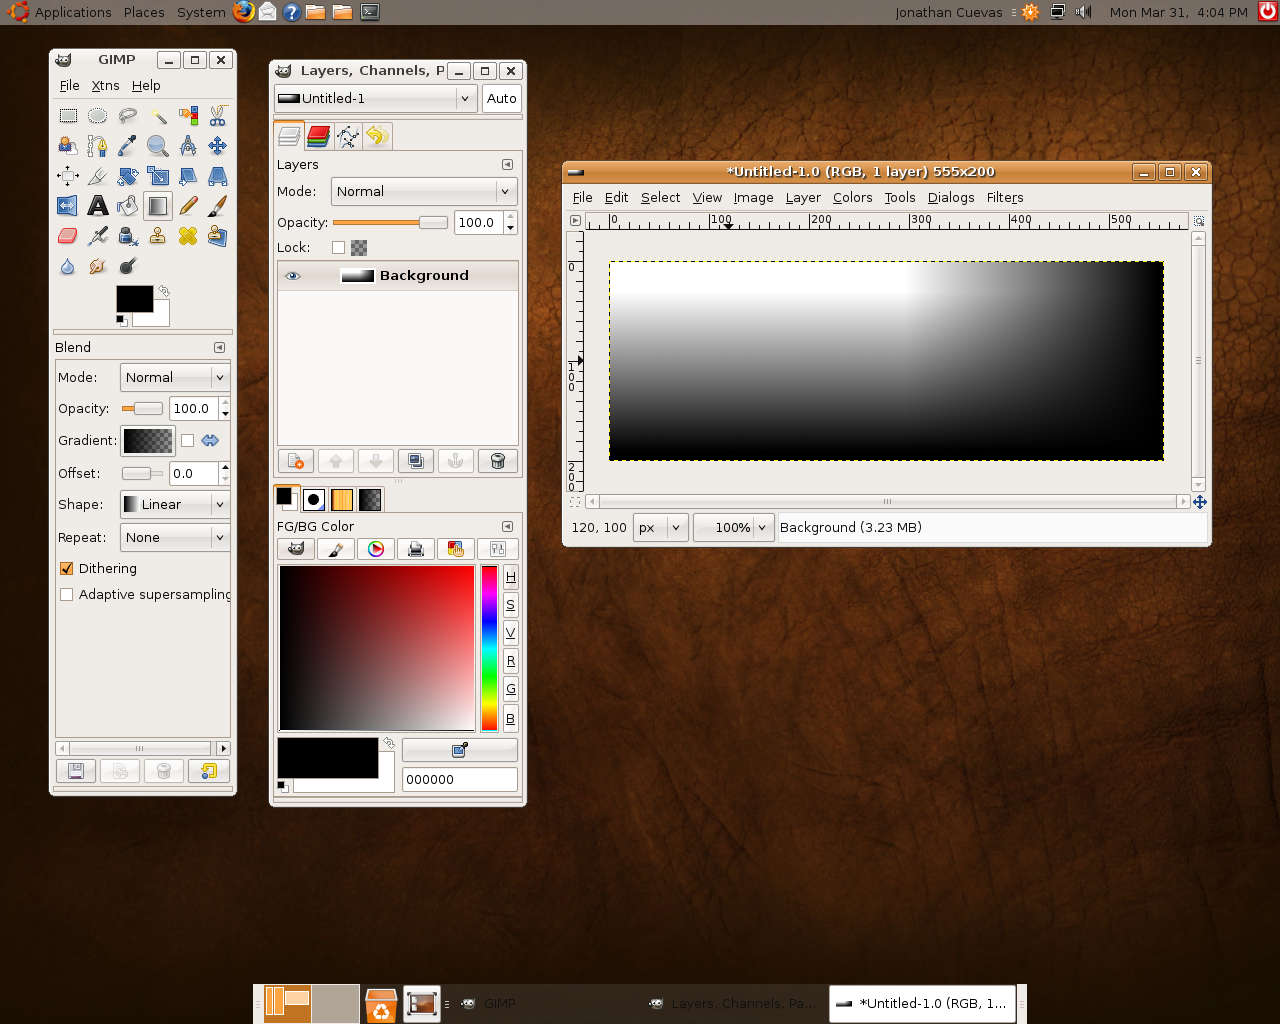 Applications Places System
Jonathan Cuevas
Mon Mar 31, 4:04 PM
GIMP
File Xtns Help
Blend
Mode: Normal
Opacity: 100.0
Gradient:
Offset: 0.0
Shape: Linear
Repeat: None
Dithering
Adaptive supersampling
Layers, Channels, P
Untitled-1
Auto
Layers
Mode: Normal
Opacity: 100.0
Lock:
Background
FG/BG Color
H
S
V
R
G
B
000000
*Untitled-1.0 (RGB, 1 layer) 555x200
File Edit Select View Image Layer Colors Tools Dialogs Filters
0 100 200 300 400 500
0
100
200
120, 100 px 100% Background (3.23 MB)
GIMP
Layers, Channels, Pa...
*Untitled-1.0 (RGB, 1...